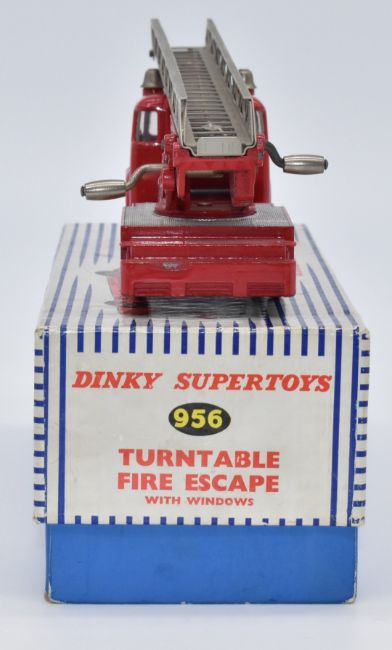 DINKY SUPERTOYS
956
TURNTABLE
FIRE ESCAPE
WITH WINDOWS